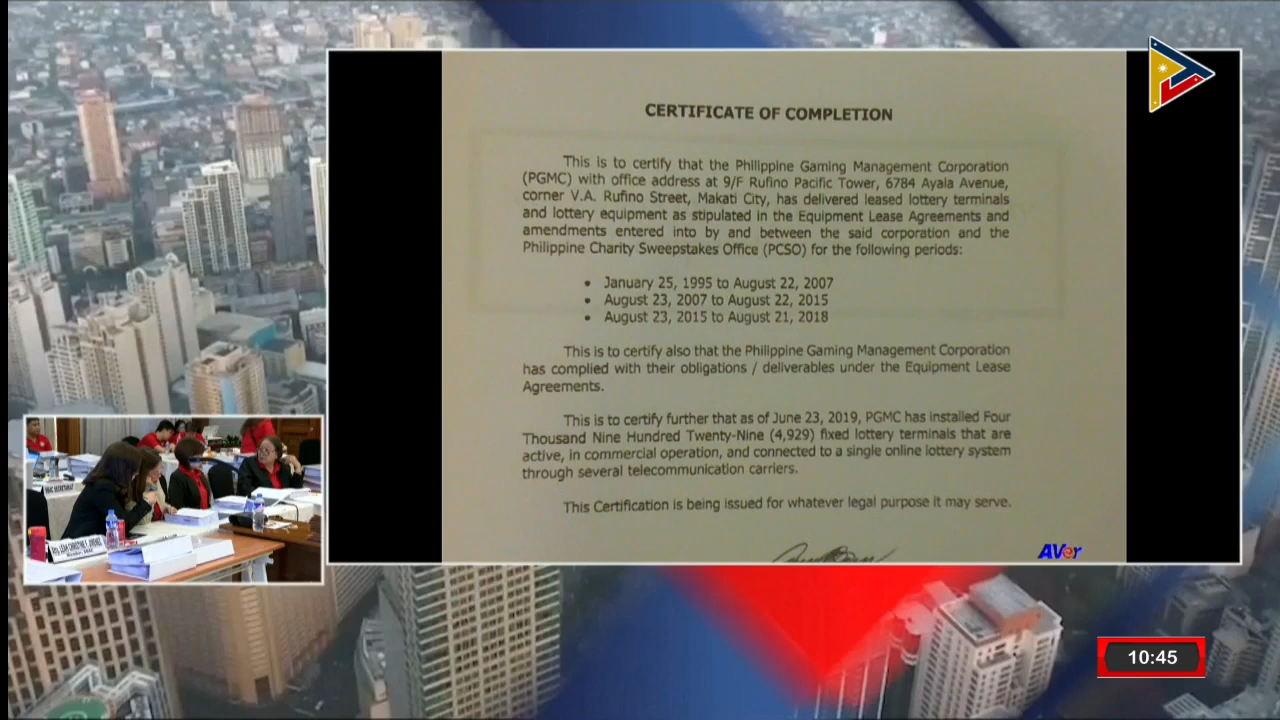 CERTIFICATE OF COMPLETION
This is to certify that the Philippine Gaming Management Corporation
(PGMC) with office address at 9/F Rufino Pacific Tower, 6784 Ayala Avenue,
corner V.A. Rufino Street, Makati City, has delivered leased lottery terminals
and lottery equipment as stipulated in the Equipment Lease Agreements and
amendments entered into by and between the said corporation and the
Philippine Charity Sweepstakes Office (PCSO) for the following periods:
• January 25, 1995 to August 22, 2007
• August 23, 2007 to August 22, 2015
• August 23, 2015 to August 21, 2018
This is to certify also that the Philippine Gaming Management Corporation
has complied with their obligations / deliverables under the Equipment Lease
Agreements.
This is to certify further that as of June 23, 2019, PGMC has installed Four
Thousand Nine Hundred Twenty-Nine (4,929) fixed lottery terminals that are
active, in commercial operation, and connected to a single online lottery system
through several telecommunication carriers.
This Certification is being issued for whatever legal purpose it may serve.
AVer
10:45